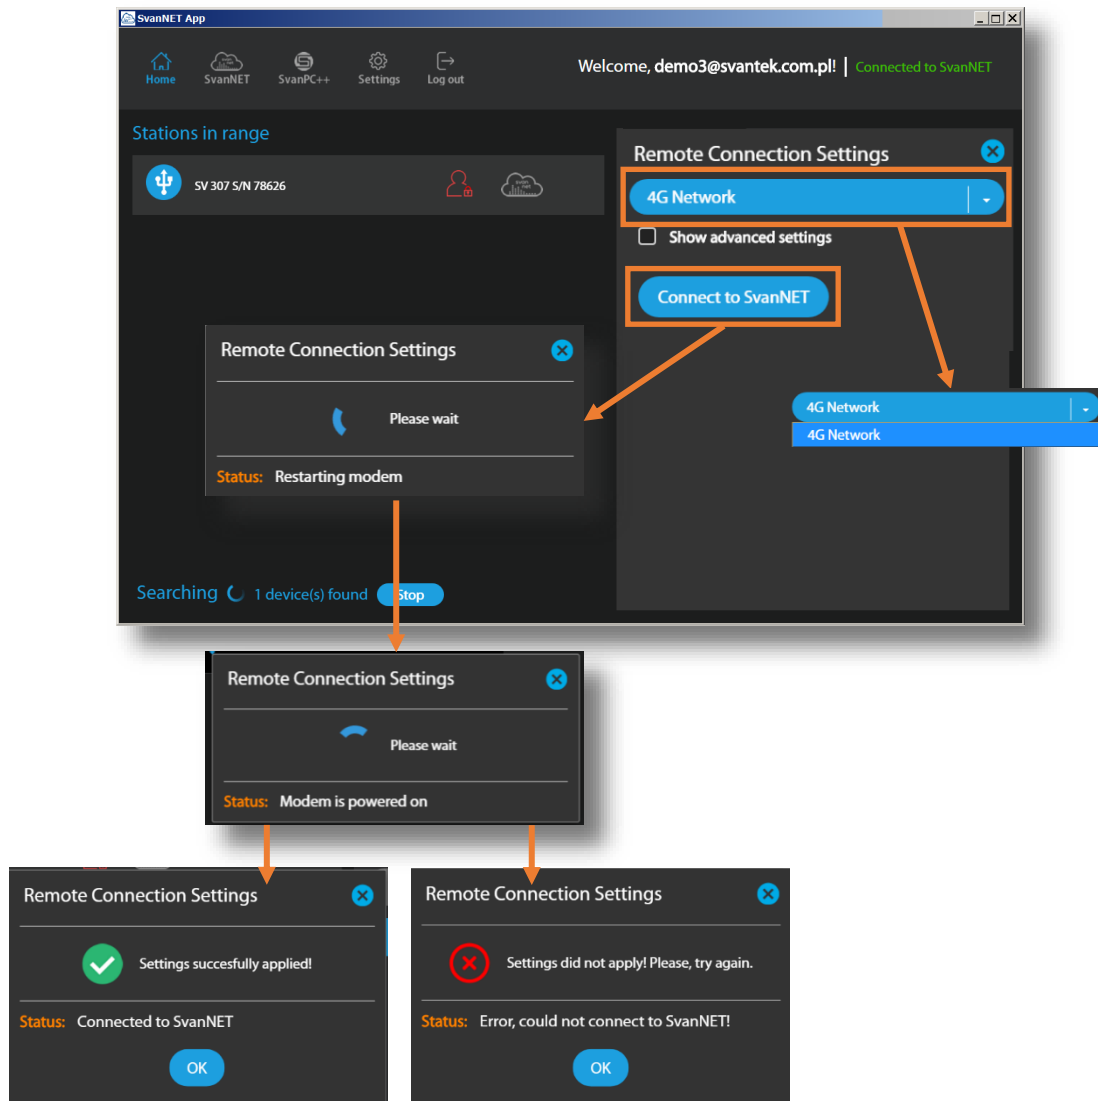 SvanNET App
Home SvanNET SvanPC++ Settings Log out
Welcome, demo3@svantek.com.pl! | Connected to SvanNET
Stations in range
SV 307 S/N 78626
Remote Connection Settings
4G Network
Show advanced settings
Connect to SvanNET
4G Network
4G Network
Remote Connection Settings
Please wait
Status: Restarting modem
Searching 1 device(s) found Stop
Remote Connection Settings
Please wait
Status: Modem is powered on
Remote Connection Settings
Settings succesfully applied!
Status: Connected to SvanNET
OK
Remote Connection Settings
Settings did not apply! Please, try again.
Status: Error, could not connect to SvanNET!
OK